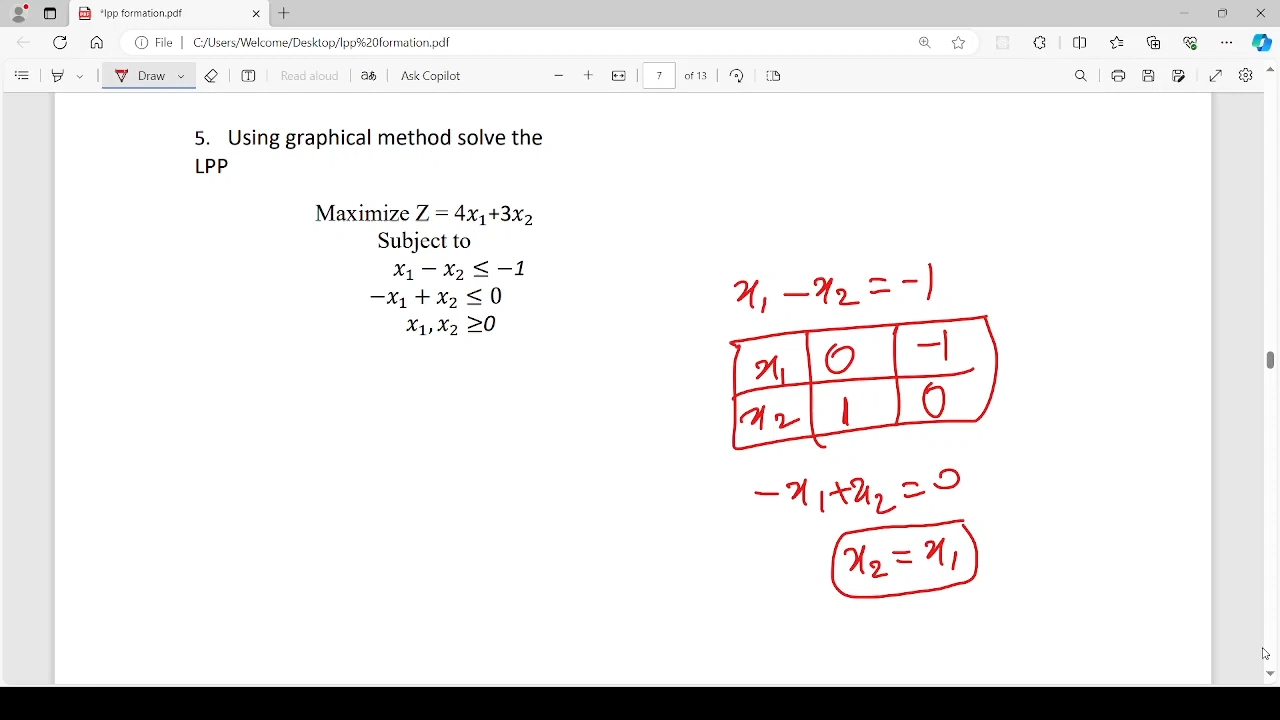 *lpp formation.pdf
File C:/Users/Welcome/Desktop/lpp%20formation.pdf
Draw Read aloud Ask Copilot 7 of 13
5. Using graphical method solve the
LPP
Maximize Z = 4x₁+3x₂
Subject to
x₁ − x₂ ≤ −1
−x₁ + x₂ ≤ 0
x₁, x₂ ≥0
x₁ − x₂ = −1
x₁ 0 −1
x₂ 1 0
−x₁+x₂ = 0
x₂ = x₁